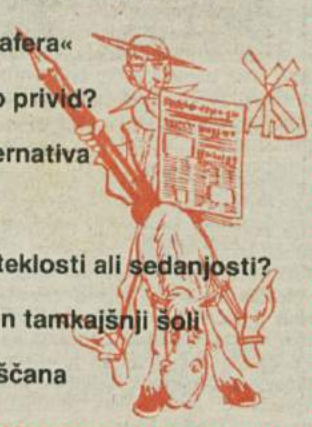 afera«
o privid?
ernativa
teklosti ali sedanjosti?
n tamkajšnji šoli
ščana